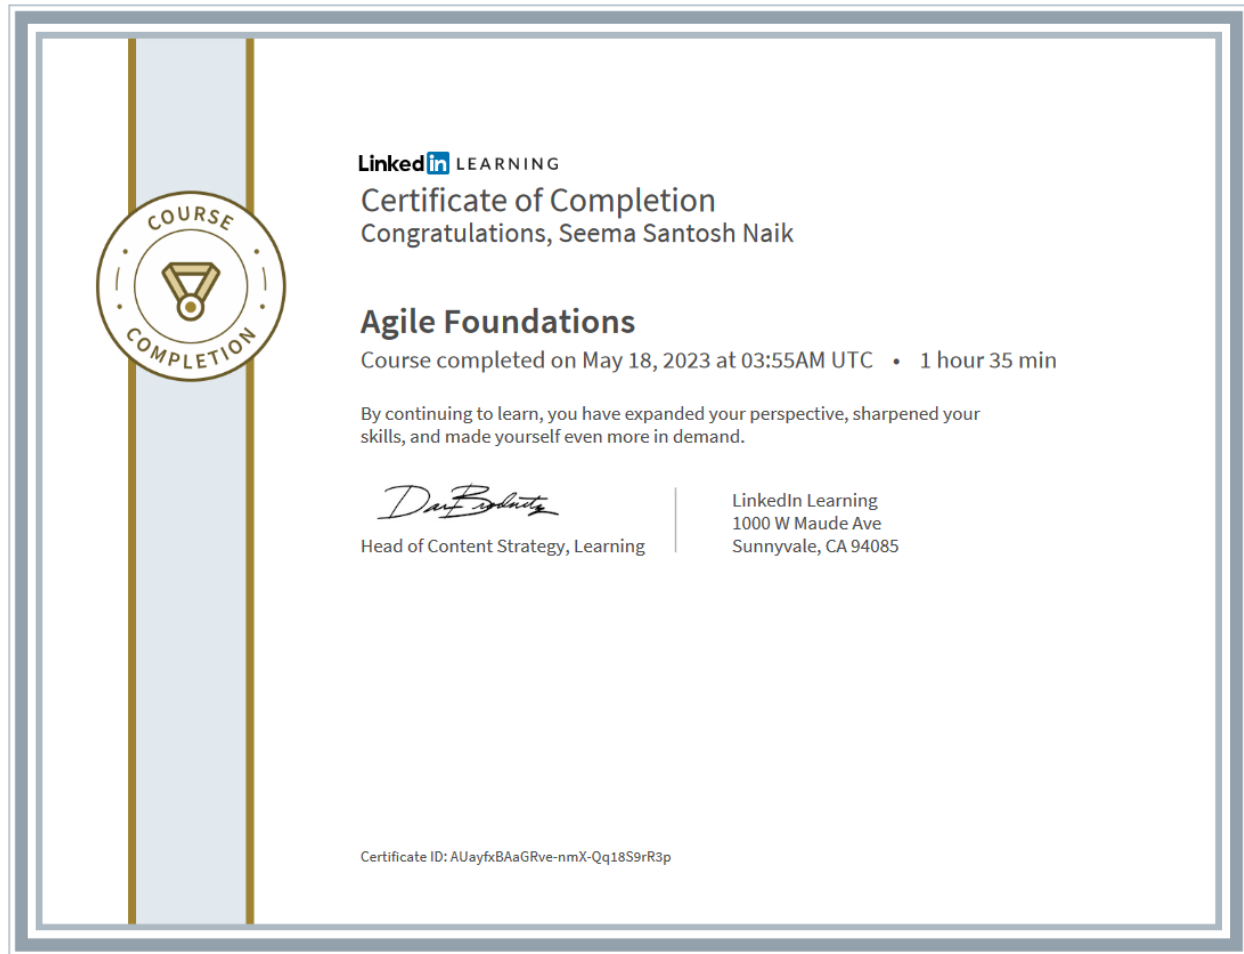 COURSE
COMPLETION
Linked in LEARNING
Certificate of Completion
Congratulations, Seema Santosh Naik
Agile Foundations
Course completed on May 18, 2023 at 03:55AM UTC • 1 hour 35 min
By continuing to learn, you have expanded your perspective, sharpened your
skills, and made yourself even more in demand.
Head of Content Strategy, Learning
LinkedIn Learning
1000 W Maude Ave
Sunnyvale, CA 94085
Certificate ID: AUayfxBAaGRve-nmX-Qq18S9rR3p